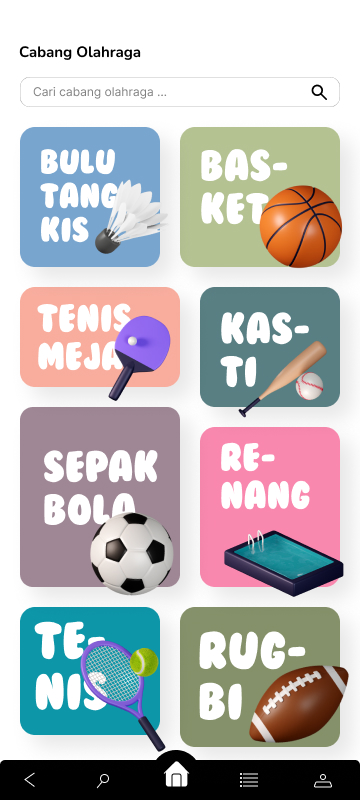 Cabang Olahraga
Cari cabang olahraga ...
BULU
TANG
KIS
BAS-
KET
TENIS
MEJA
KAS-
TI
SEPAK
BOLA
RE-
NANG
TE-
NIS
RUG-
BI